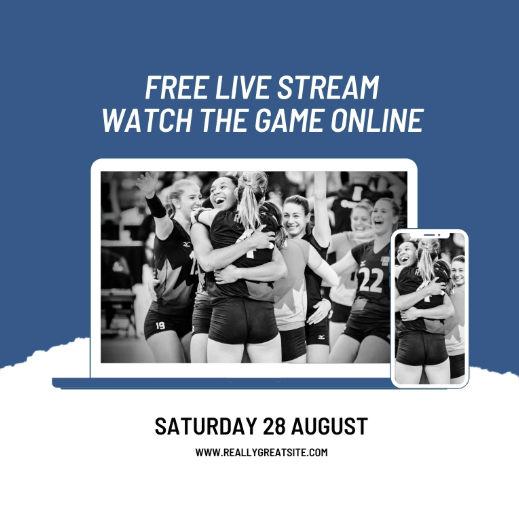 FREE LIVE STREAM
WATCH THE GAME ONLINE
19
22
SATURDAY 28 AUGUST
WWW.REALLYGREATSITE.COM